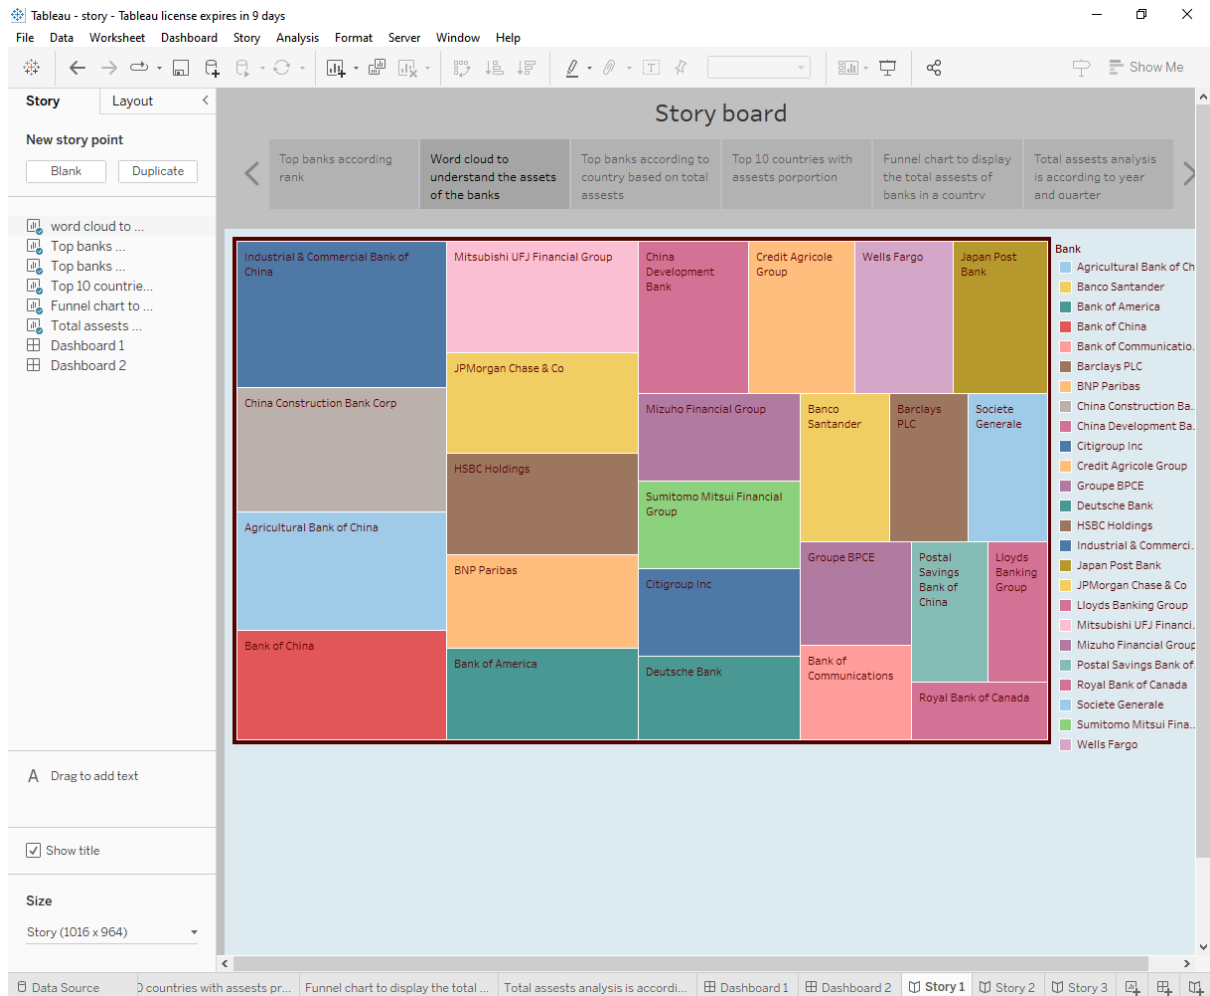 Tableau - story - Tableau license expires in 9 days
File Data Worksheet Dashboard Story Analysis Format Server Window Help
Show Me
Story Layout
New story point
Blank Duplicate
word cloud to ...
Top banks ...
Top banks ...
Top 10 countrie...
Funnel chart to ...
Total assests ...
Dashboard 1
Dashboard 2
A Drag to add text
Show title
Size
Story (1016 x 964)
Story board
Top banks according
rank
Word cloud to
understand the assets
of the banks
Top banks according to
country based on total
assests
Top 10 countries with
assests porportion
Funnel chart to display
the total assests of
banks in a country
Total assests analysis
is according to year
and quarter
Industrial & Commercial Bank of
China
China Construction Bank Corp
Agricultural Bank of China
Bank of China
Mitsubishi UFJ Financial Group
JPMorgan Chase & Co
HSBC Holdings
BNP Paribas
Bank of America
China
Development
Bank
Credit Agricole
Group
Wells Fargo
Japan Post
Bank
Mizuho Financial Group
Sumitomo Mitsui Financial
Group
Citigroup Inc
Deutsche Bank
Banco
Santander
Barclays
PLC
Societe
Generale
Groupe BPCE
Bank of
Communications
Postal
Savings
Bank of
China
Lloyds
Banking
Group
Royal Bank of Canada
Bank
Agricultural Bank of Ch
Banco Santander
Bank of America
Bank of China
Bank of Communicatio..
Barclays PLC
BNP Paribas
China Construction Ba..
China Development Ba..
Citigroup Inc
Credit Agricole Group
Groupe BPCE
Deutsche Bank
HSBC Holdings
Industrial & Commerci..
Japan Post Bank
JPMorgan Chase & Co
Lloyds Banking Group
Mitsubishi UFJ Financi..
Mizuho Financial Group
Postal Savings Bank of..
Royal Bank of Canada
Societe Generale
Sumitomo Mitsui Fina..
Wells Fargo
Data Source 0 countries with assests pr... Funnel chart to display the total ... Total assests analysis is accordi... Dashboard 1 Dashboard 2 Story 1 Story 2 Story 3